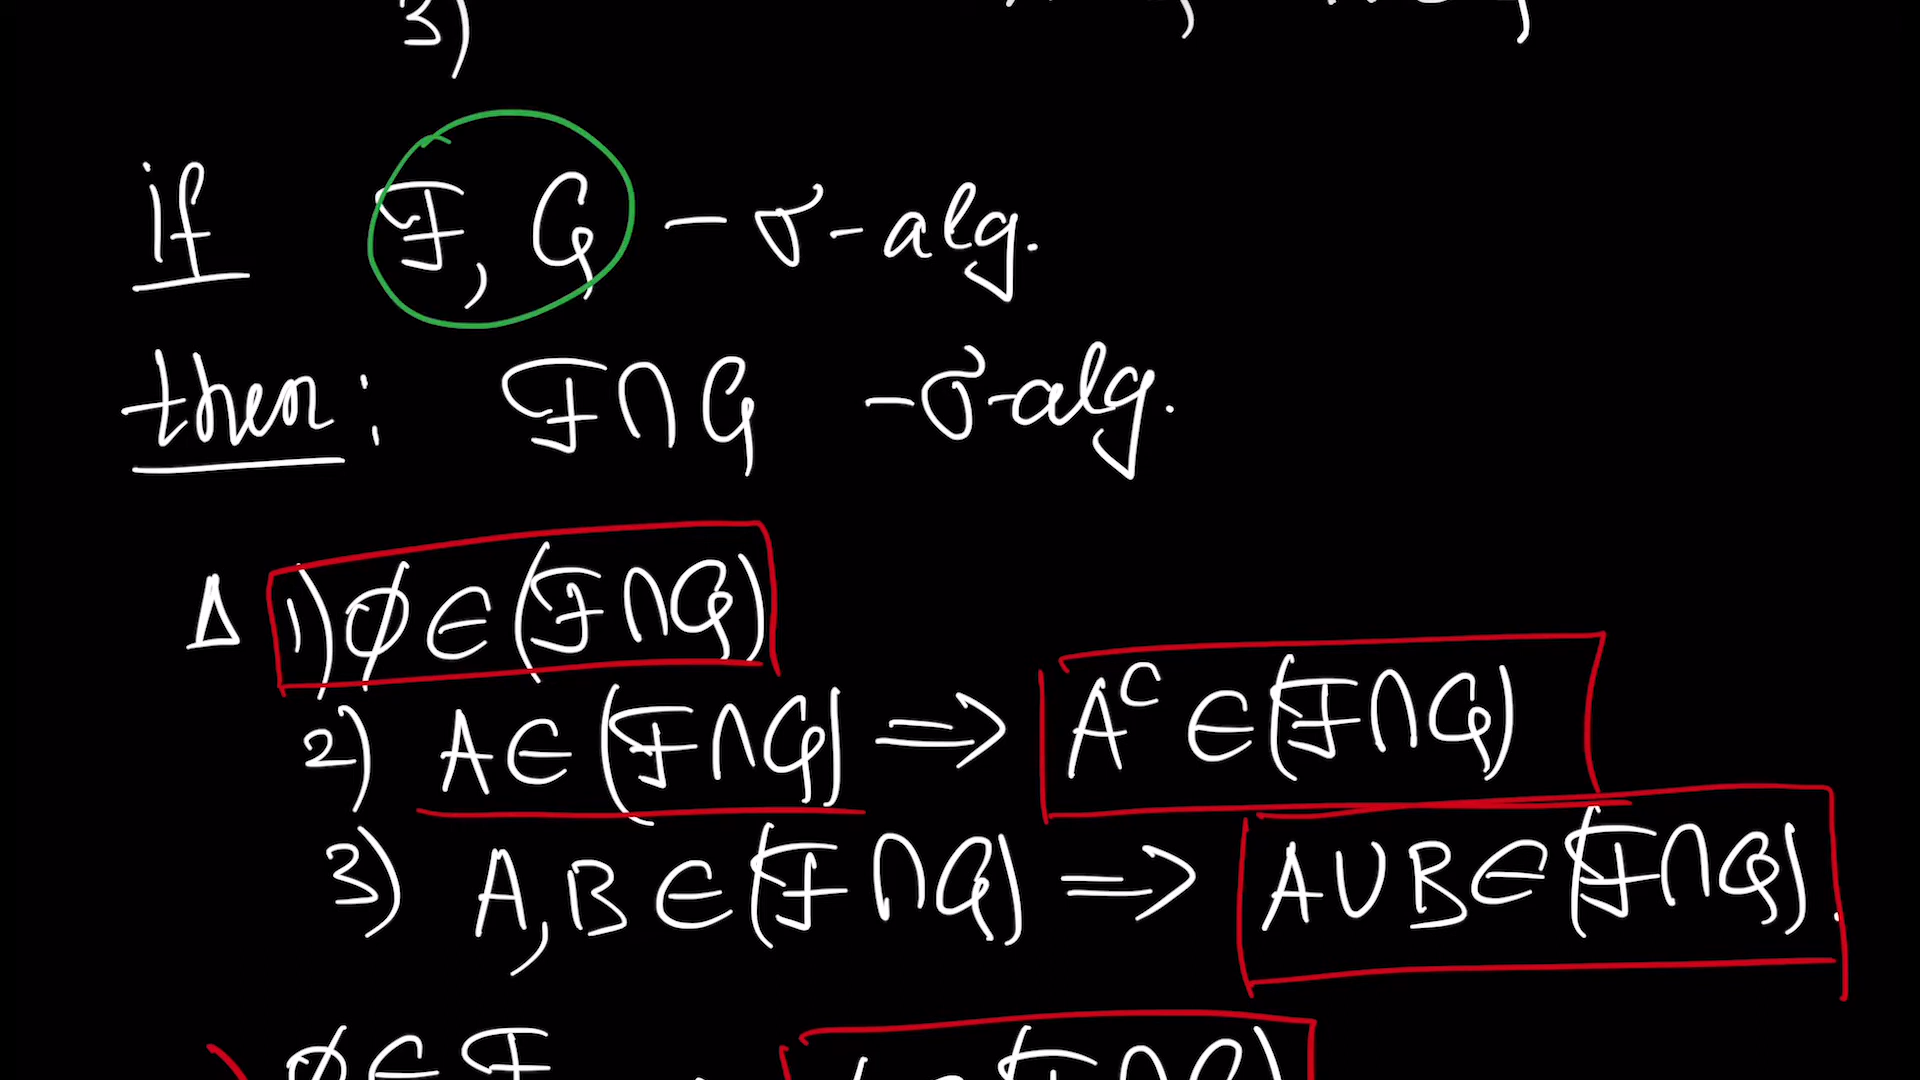 3)
if F, G - σ-alg.
then: F∩G - σ-alg.
Δ 1) ∅ ∈ (F∩G)
2) A ∈ (F∩G) ⇒ Aᶜ ∈ (F∩G)
3) A, B ∈ (F∩G) ⇒ A∪B ∈ (F∩G).
∅ ∈ F